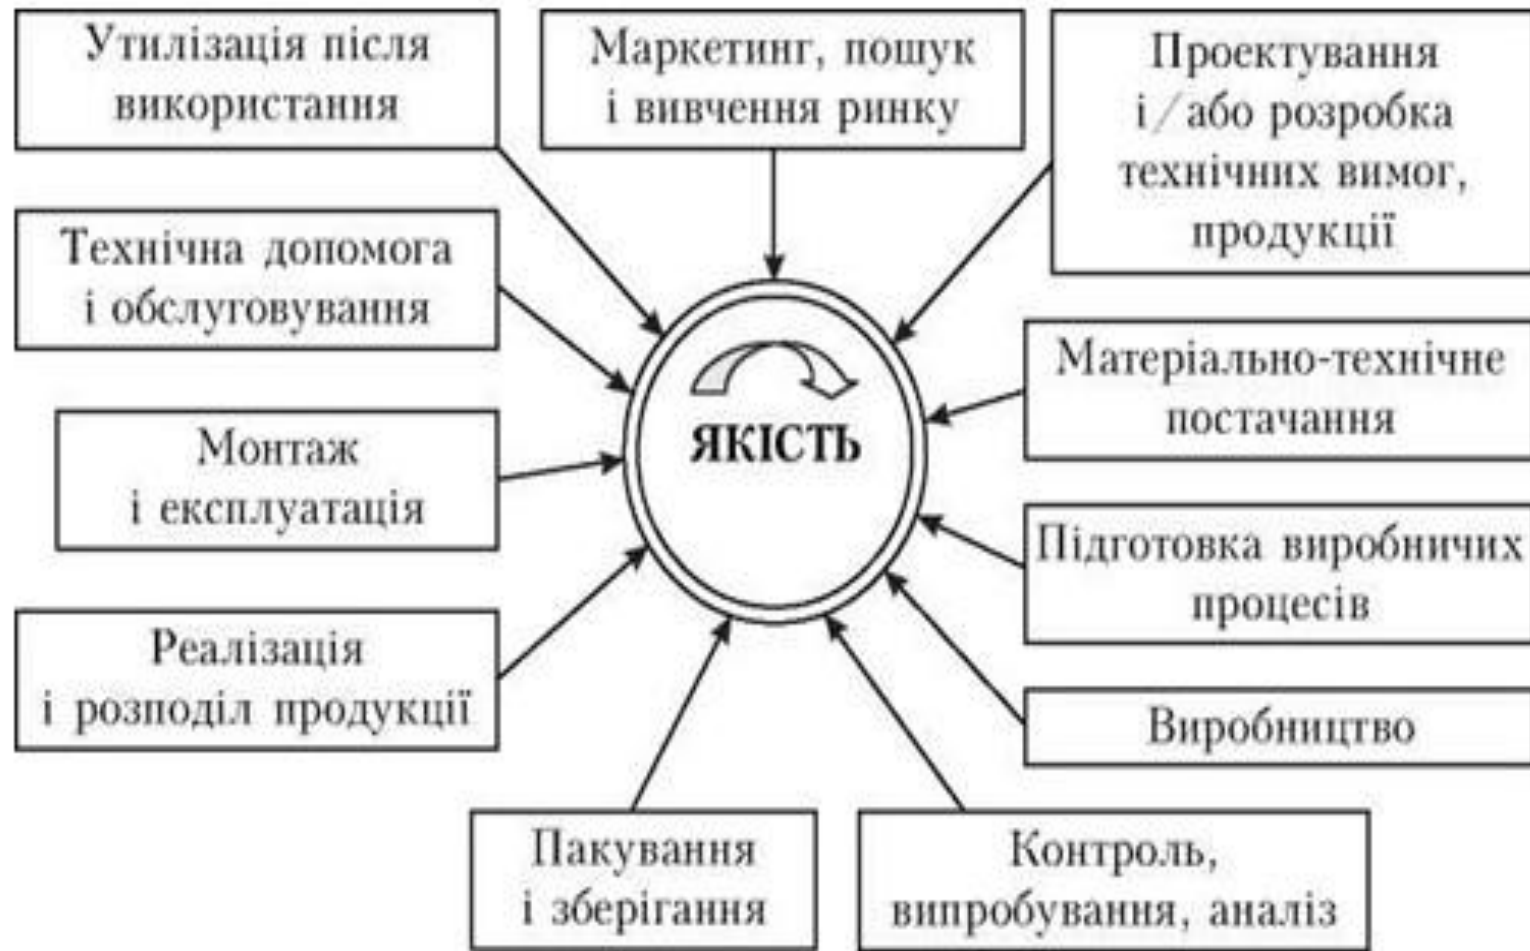 Утилізація після
використання
Маркетинг, пошук
і вивчення ринку
Проектування
і/або розробка
технічних вимог,
продукції
Технічна допомога
і обслуговування
Матеріально-технічне
постачання
ЯКІСТЬ
Монтаж
і експлуатація
Підготовка виробничих
процесів
Реалізація
і розподіл продукції
Виробництво
Пакування
і зберігання
Контроль,
випробування, аналіз